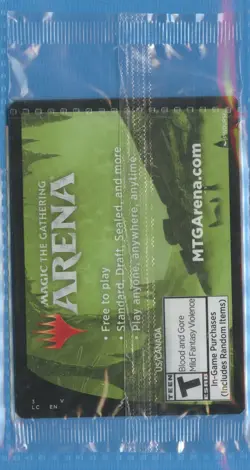 MAGIC THE GATHERING
ARENA
• Free to play
• Standard, Draft, Sealed, and more
• Play anyone, anywhere, anytime
MTGArena.com
US/CANADA
TEEN
T
ESRB
Blood and Gore
Mild Fantasy Violence
In-Game Purchases
(Includes Random Items)
1 V
LC EN